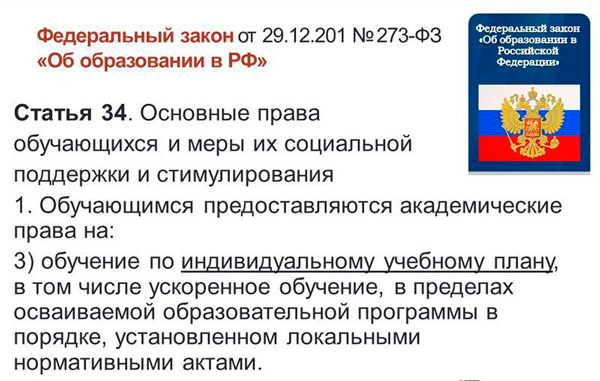 Федеральный закон от 29.12.201 №273-ФЗ
«Об образовании в РФ»
Федеральный закон
«Об образовании в
Российской
Федерации»
Статья 34. Основные права
обучающихся и меры их социальной
поддержки и стимулирования
1. Обучающимся предоставляются академические
права на:
3) обучение по индивидуальному учебному плану,
в том числе ускоренное обучение, в пределах
осваиваемой образовательной программы в
порядке, установленном локальными
нормативными актами.